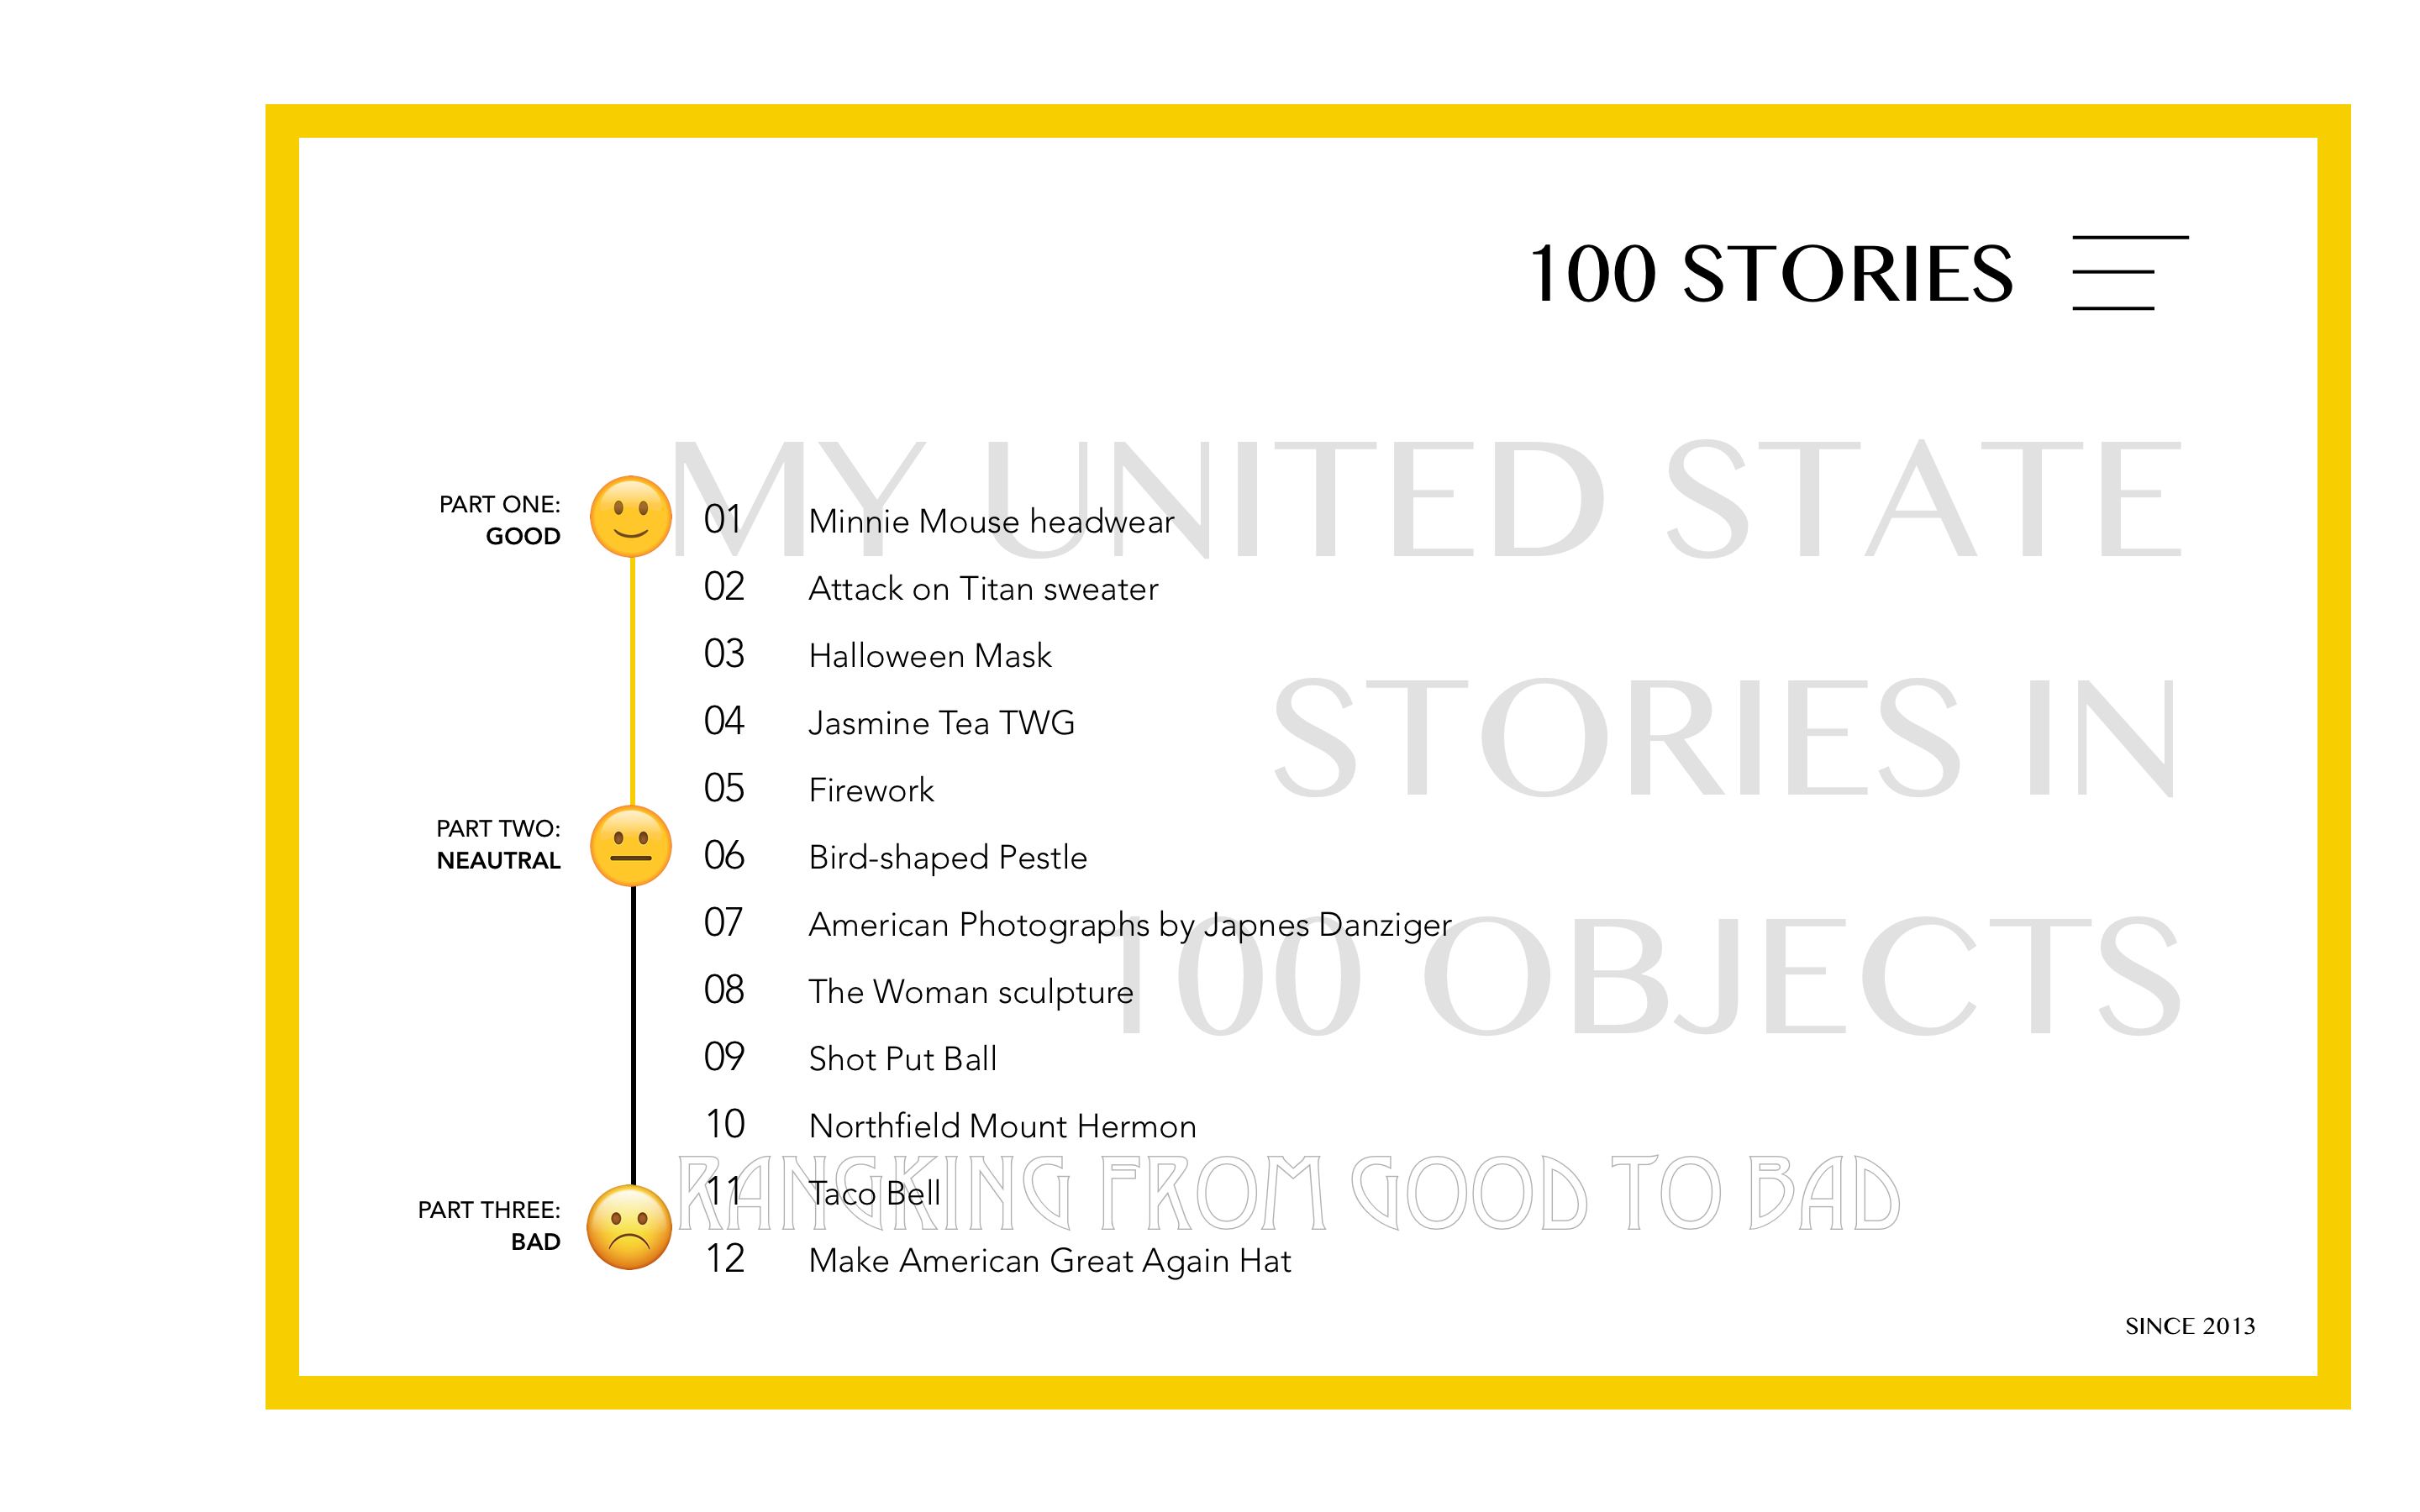 100 STORIES
MY UNITED STATE
STORIES IN
100 OBJECTS
RANGKING FROM GOOD TO BAD
PART ONE:
GOOD
01 Minnie Mouse headwear
02 Attack on Titan sweater
03 Halloween Mask
04 Jasmine Tea TWG
05 Firework
PART TWO:
NEAUTRAL
06 Bird-shaped Pestle
07 American Photographs by Japnes Danziger
08 The Woman sculpture
09 Shot Put Ball
10 Northfield Mount Hermon
11 Taco Bell
PART THREE:
BAD
12 Make American Great Again Hat
SINCE 2013